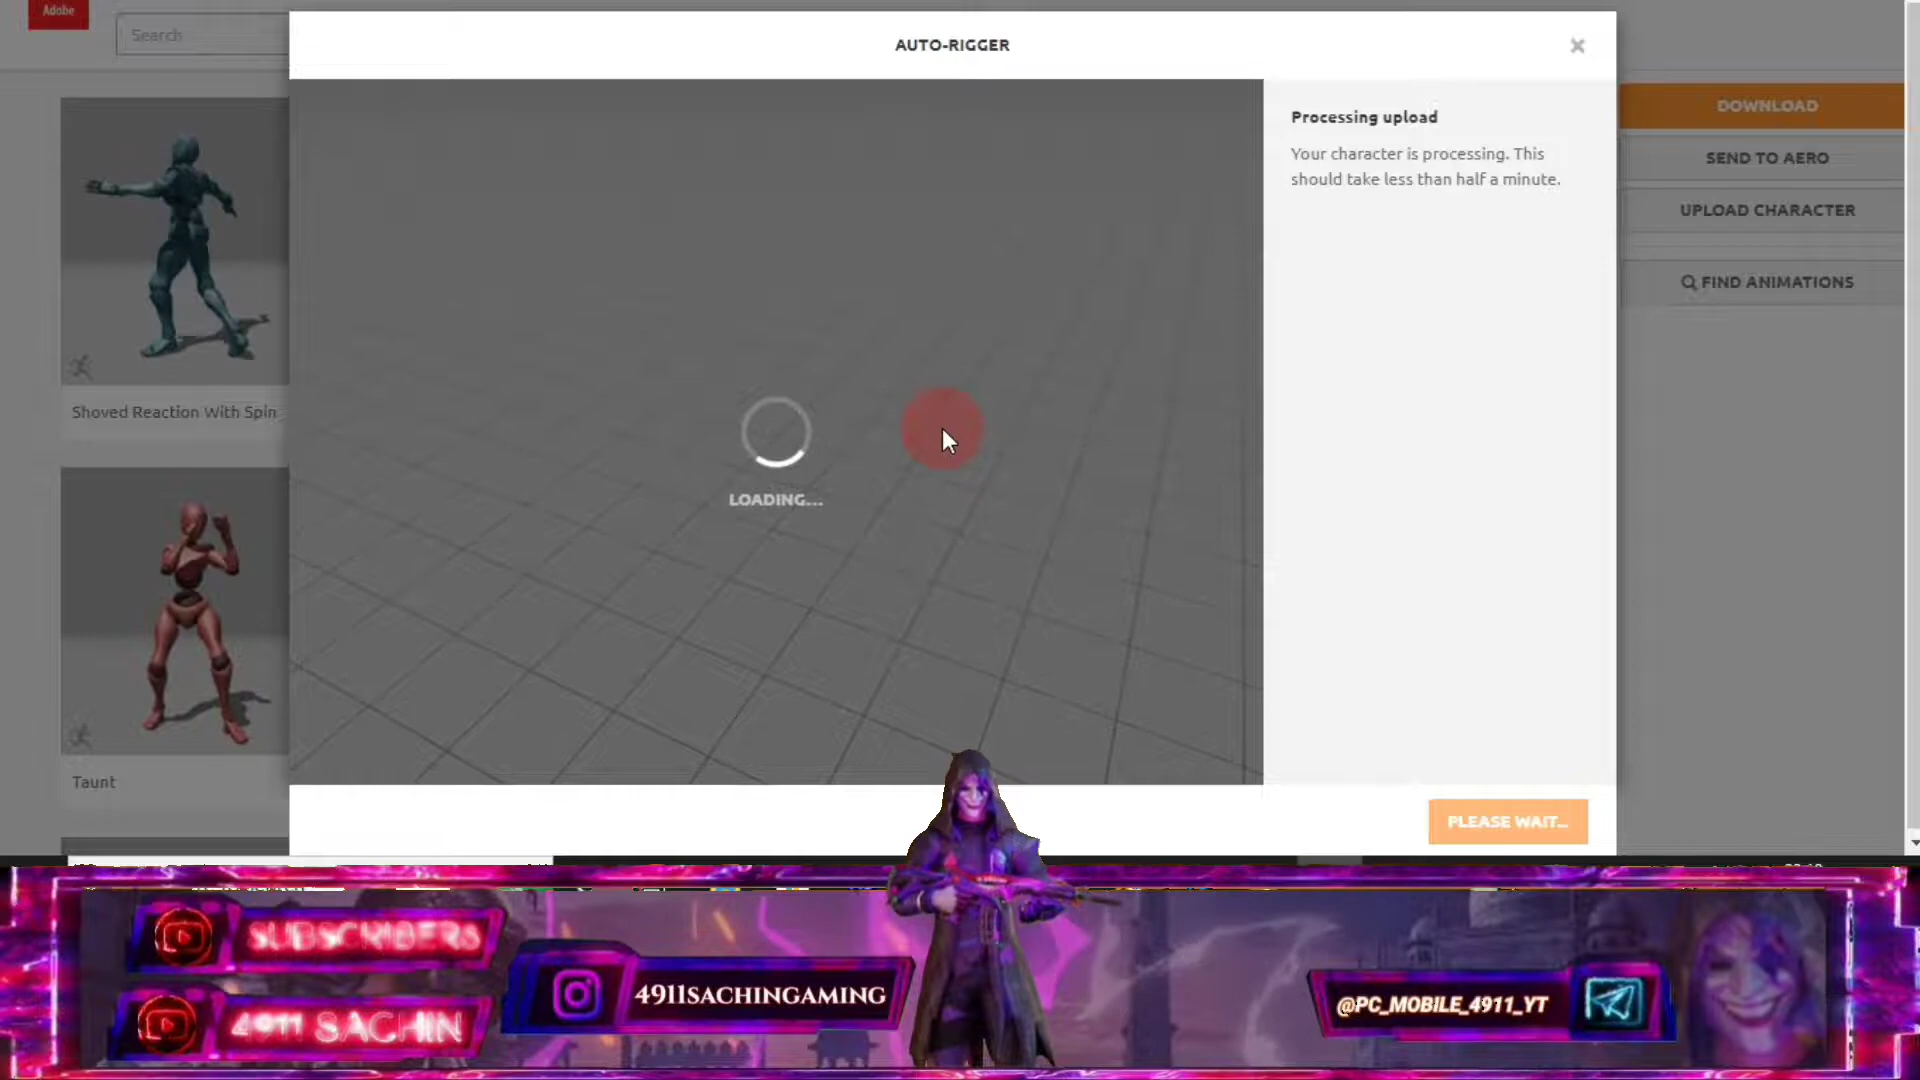 Adobe
Search
AUTO-RIGGER
×
Processing upload
Your character is processing. This
should take less than half a minute.
DOWNLOAD
SEND TO AERO
UPLOAD CHARACTER
FIND ANIMATIONS
LOADING...
Shoved Reaction With Spin
Taunt
PLEASE WAIT...
SUBSCRIBERS
4911 SACHIN
4911SACHINGAMING
@PC_MOBILE_4911_YT